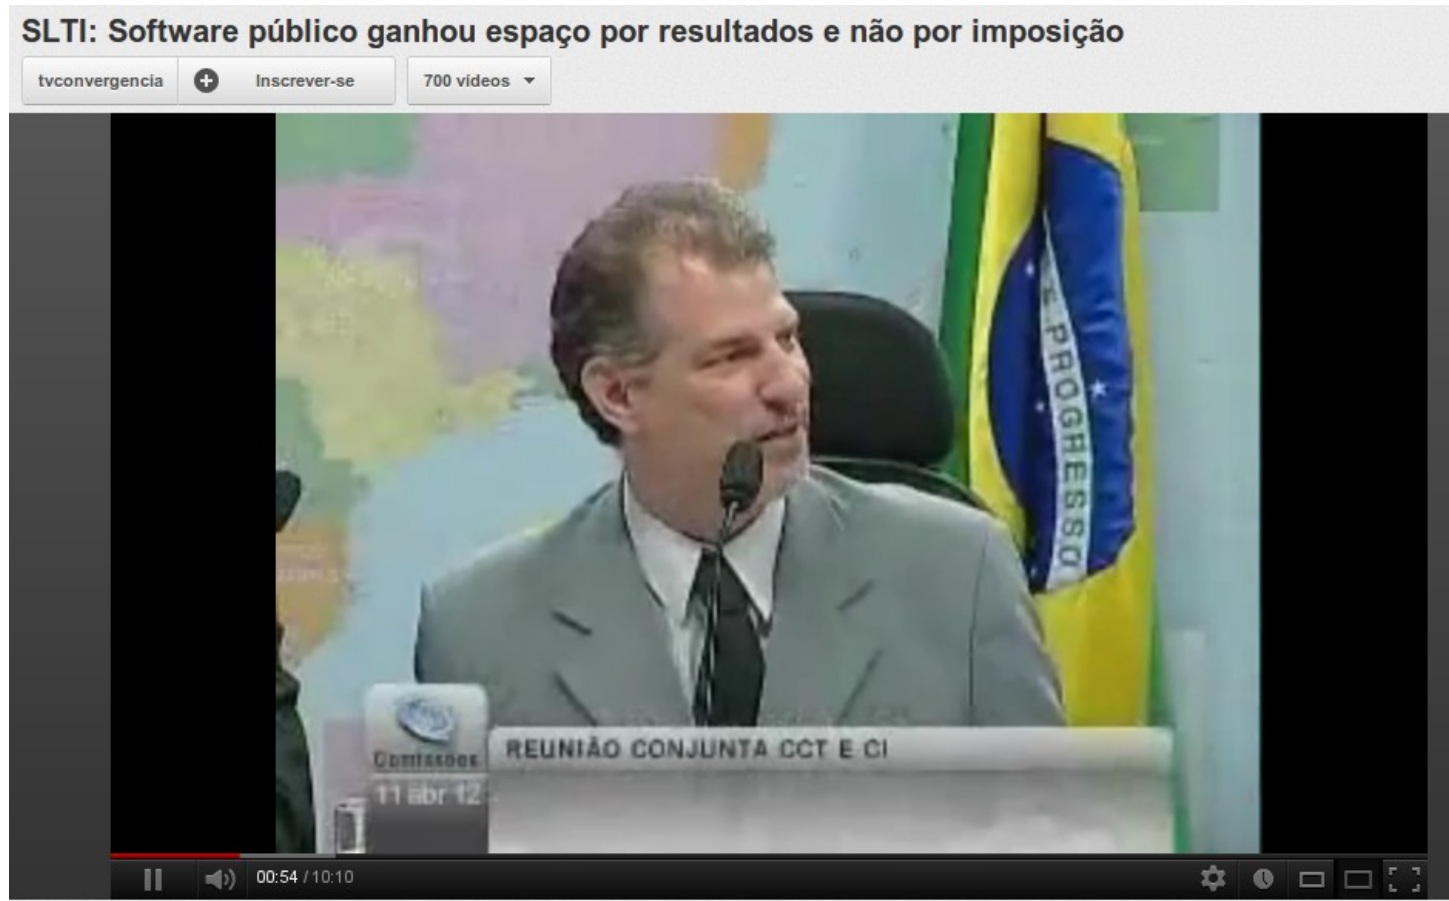 SLTI: Software público ganhou espaço por resultados e não por imposição
tvconvergencia
Inscrever-se
700 vídeos
E PROGRESSO
REUNIÃO CONJUNTA CCT E CI
Comissões
11 abr 12
00:54 / 10:10